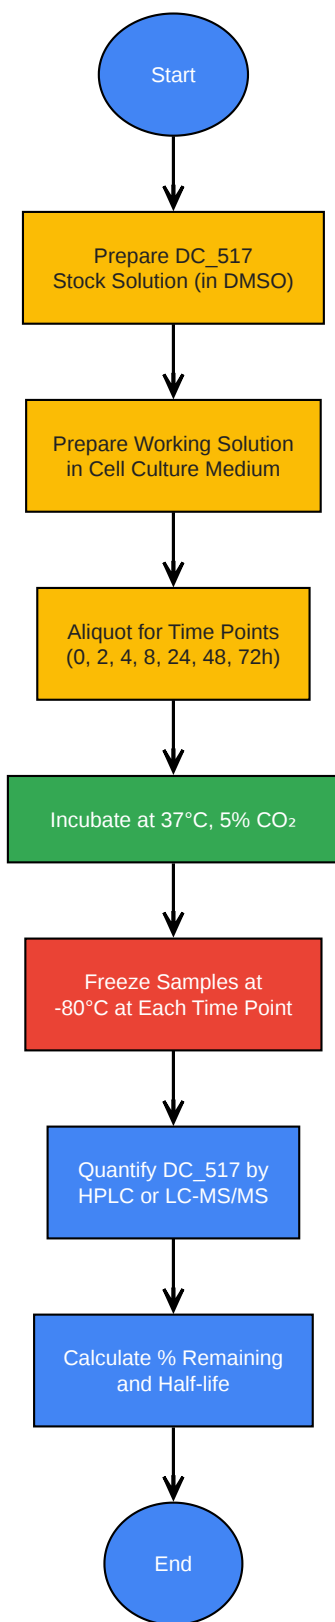 Start
Prepare DC_517
Stock Solution (in DMSO)
Prepare Working Solution
in Cell Culture Medium
Aliquot for Time Points
(0, 2, 4, 8, 24, 48, 72h)
Incubate at 37°C, 5% CO₂
Freeze Samples at
-80°C at Each Time Point
Quantify DC_517 by
HPLC or LC-MS/MS
Calculate % Remaining
and Half-life
End